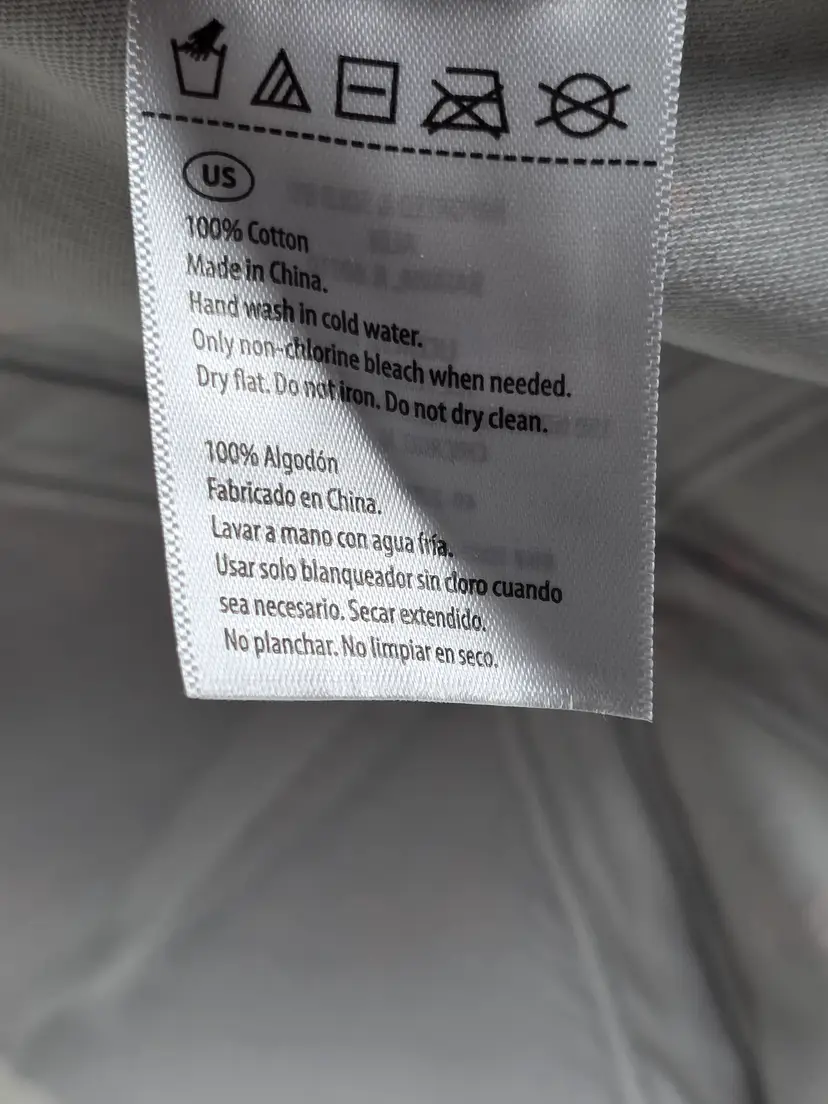 US
100% Cotton
Made in China.
Hand wash in cold water.
Only non-chlorine bleach when needed.
Dry flat. Do not iron. Do not dry clean.
100% Algodón
Fabricado en China.
Lavar a mano con agua fría.
Usar solo blanqueador sin cloro cuando
sea necesario. Secar extendido.
No planchar. No limpiar en seco.